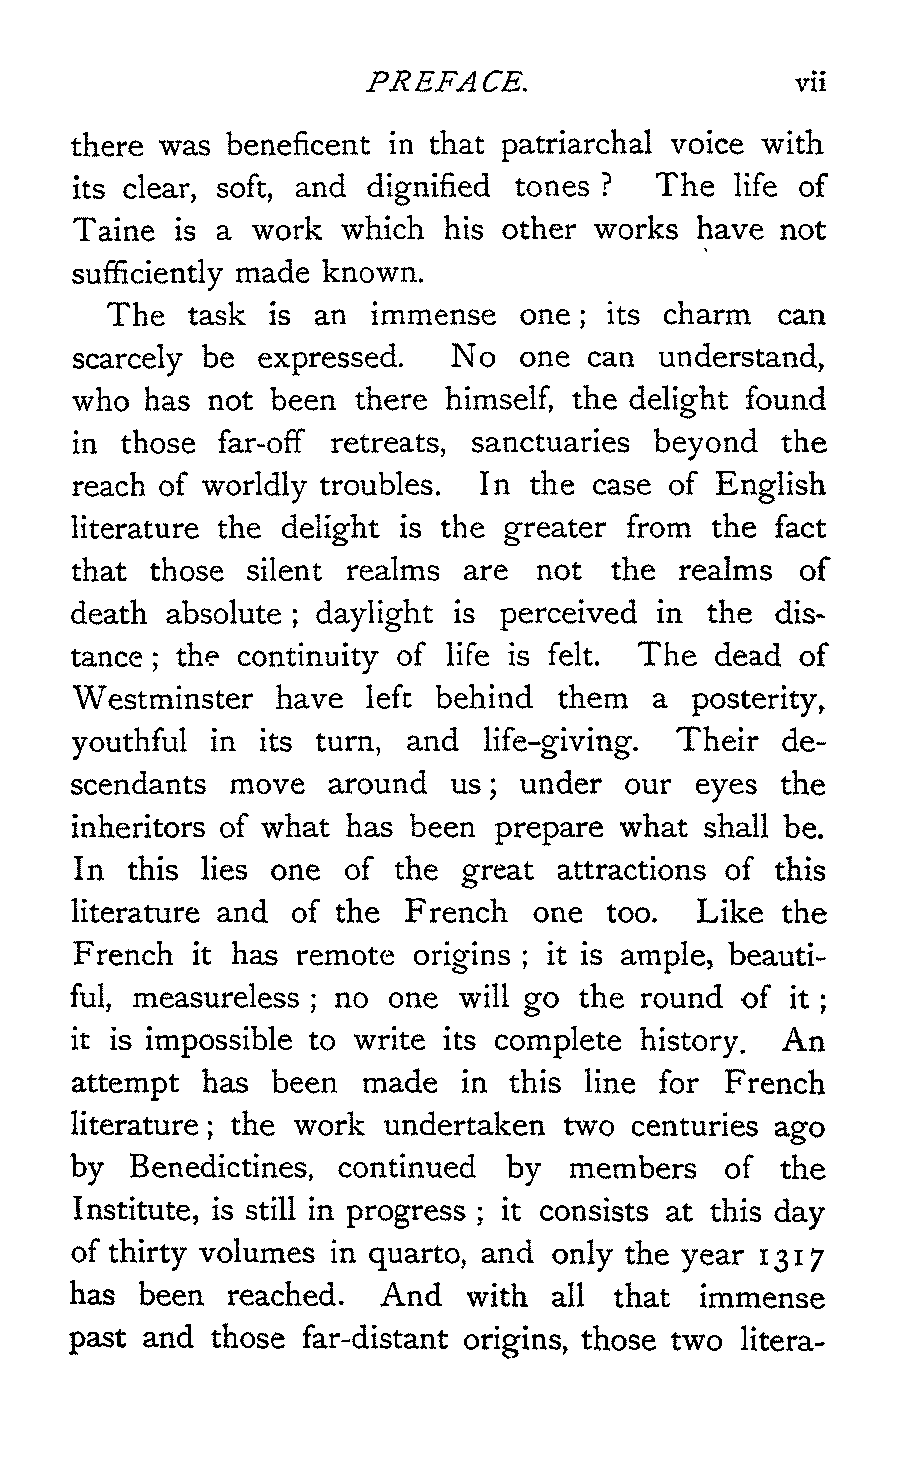 PREFACE. vii
there was beneficent in that patriarchal voice with
its clear, soft, and dignified tones ? The life of
Taine is a work which his other works have not
sufficiently made known.
The task is an immense one ; its charm can
scarcely be expressed. No one can understand,
who has not been there himself, the delight found
in those far-off retreats, sanctuaries beyond the
reach of worldly troubles. In the case of English
literature the delight is the greater from the fact
that those silent realms are not the realms of
death absolute ; daylight is perceived in the dis-
tance ; the continuity of life is felt. The dead of
Westminster have left behind them a posterity,
youthful in its turn, and life-giving. Their de-
scendants move around us ; under our eyes the
inheritors of what has been prepare what shall be.
In this lies one of the great attractions of this
literature and of the French one too. Like the
French it has remote origins ; it is ample, beauti-
ful, measureless ; no one will go the round of it ;
it is impossible to write its complete history. An
attempt has been made in this line for French
literature ; the work undertaken two centuries ago
by Benedictines, continued by members of the
Institute, is still in progress ; it consists at this day
of thirty volumes in quarto, and only the year 1317
has been reached. And with all that immense
past and those far-distant origins, those two litera-